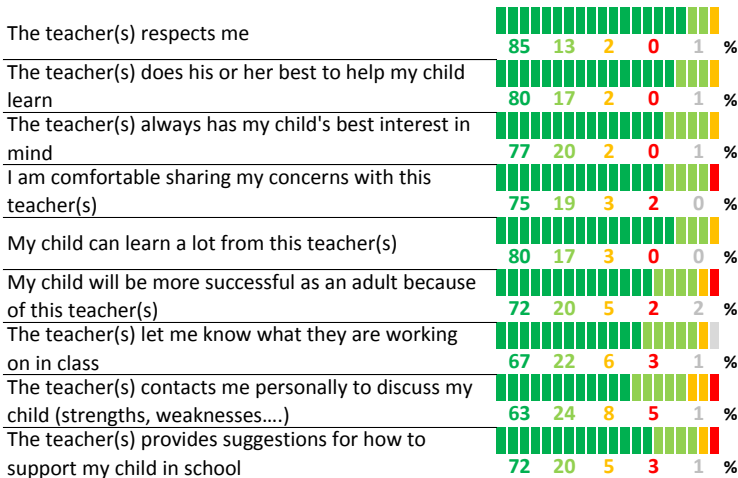 The teacher(s) respects me
85 13 2 0 1 %
The teacher(s) does his or her best to help my child
learn
80 17 2 0 1 %
The teacher(s) always has my child's best interest in
mind
77 20 2 0 1 %
I am comfortable sharing my concerns with this
teacher(s)
75 19 3 2 0 %
My child can learn a lot from this teacher(s)
80 17 3 0 0 %
My child will be more successful as an adult because
of this teacher(s)
72 20 5 2 2 %
The teacher(s) let me know what they are working
on in class
67 22 6 3 1 %
The teacher(s) contacts me personally to discuss my
child (strengths, weaknesses....)
63 24 8 5 1 %
The teacher(s) provides suggestions for how to
support my child in school
72 20 5 3 1 %